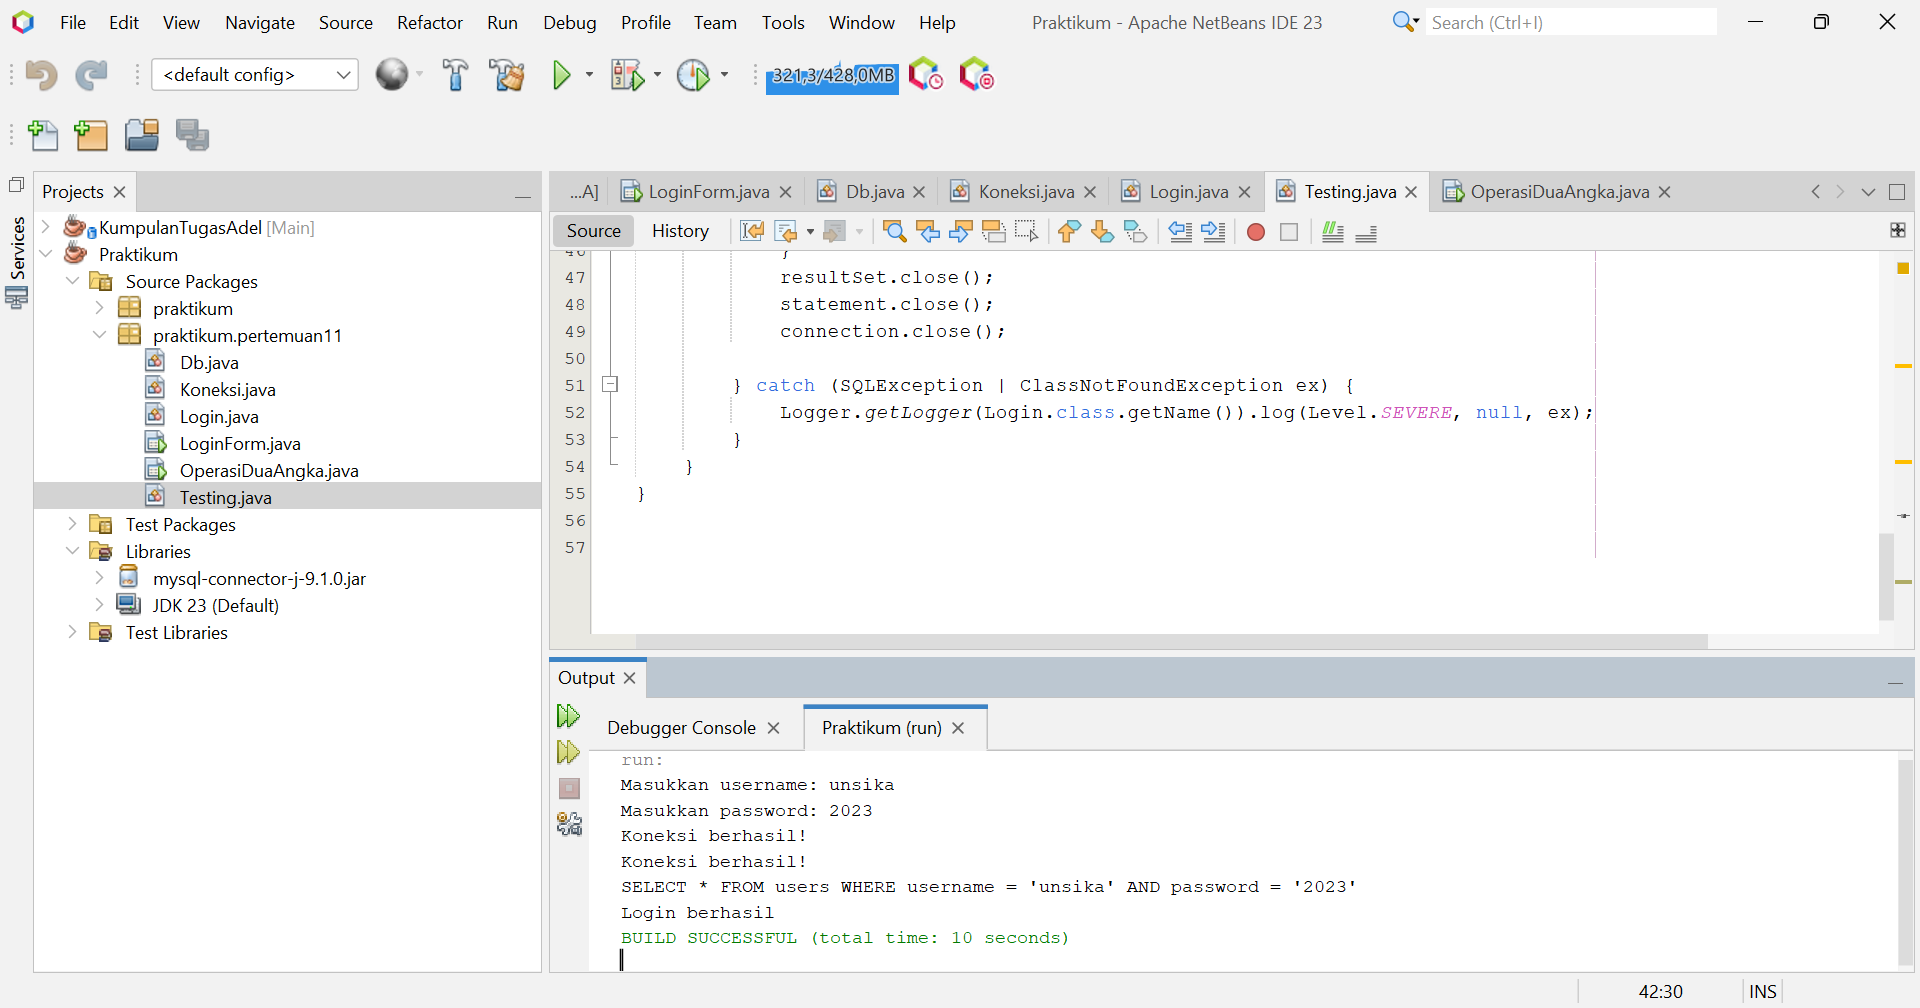 File Edit View Navigate Source Refactor Run Debug Profile Team Tools Window Help Praktikum - Apache NetBeans IDE 23 Search (Ctrl+I)
<default config> 321,3/428,0MB
Services
Projects
KumpulanTugasAdel [Main]
Praktikum
Source Packages
praktikum
praktikum.pertemuan11
Db.java
Koneksi.java
Login.java
LoginForm.java
OperasiDuaAngka.java
Testing.java
Test Packages
Libraries
mysql-connector-j-9.1.0.jar
JDK 23 (Default)
Test Libraries
...A] LoginForm.java Db.java Koneksi.java Login.java Testing.java OperasiDuaAngka.java
Source History
46 }
47 resultSet.close();
48 statement.close();
49 connection.close();
50
51 } catch (SQLException | ClassNotFoundException ex) {
52 Logger.getLogger(Login.class.getName()).log(Level.SEVERE, null, ex);
53 }
54 }
55 }
56
57
Output
Debugger Console Praktikum (run)
run:
Masukkan username: unsika
Masukkan password: 2023
Koneksi berhasil!
Koneksi berhasil!
SELECT * FROM users WHERE username = 'unsika' AND password = '2023'
Login berhasil
BUILD SUCCESSFUL (total time: 10 seconds)
42:30 INS